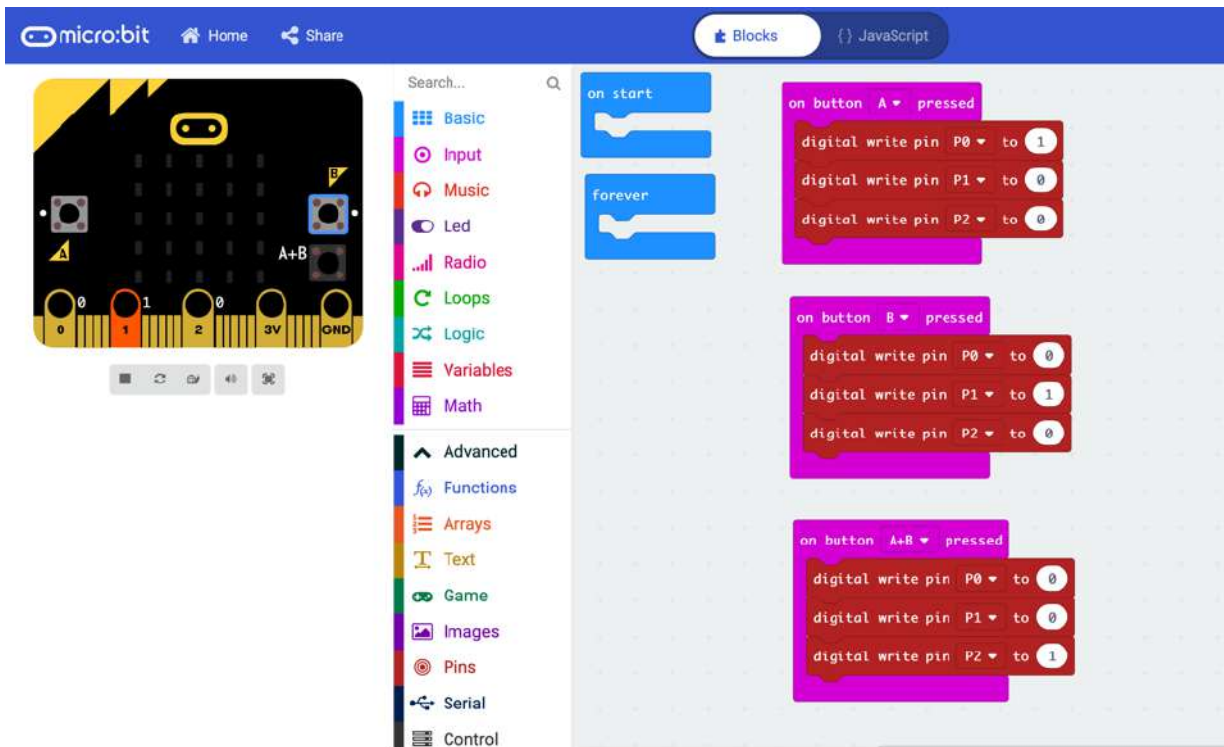 micro:bit Home Share Blocks {} JavaScript
B
A
A+B
0 1 0
0 1 2 3V GND
Search...
Basic
Input
Music
Led
Radio
Loops
Logic
Variables
Math
Advanced
f(x) Functions
Arrays
T Text
Game
Images
Pins
Serial
Control
on start
forever
on button A pressed
digital write pin P0 to 1
digital write pin P1 to 0
digital write pin P2 to 0
on button B pressed
digital write pin P0 to 0
digital write pin P1 to 1
digital write pin P2 to 0
on button A+B pressed
digital write pin P0 to 0
digital write pin P1 to 0
digital write pin P2 to 1